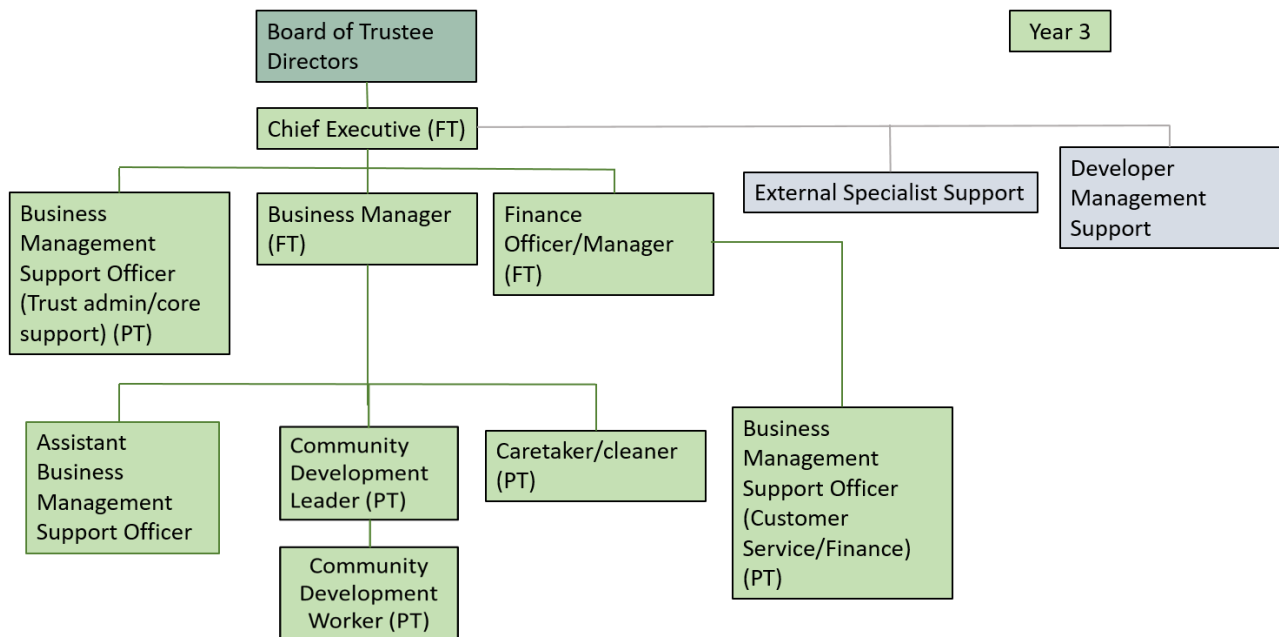 Board of Trustee
Directors
Year 3
Chief Executive (FT)
External Specialist Support
Developer
Management
Support
Business
Management
Support Officer
(Trust admin/core
support) (PT)
Business Manager
(FT)
Finance
Officer/Manager
(FT)
Assistant
Business
Management
Support Officer
Community
Development
Leader (PT)
Caretaker/cleaner
(PT)
Business
Management
Support Officer
(Customer
Service/Finance)
(PT)
Community
Development
Worker (PT)